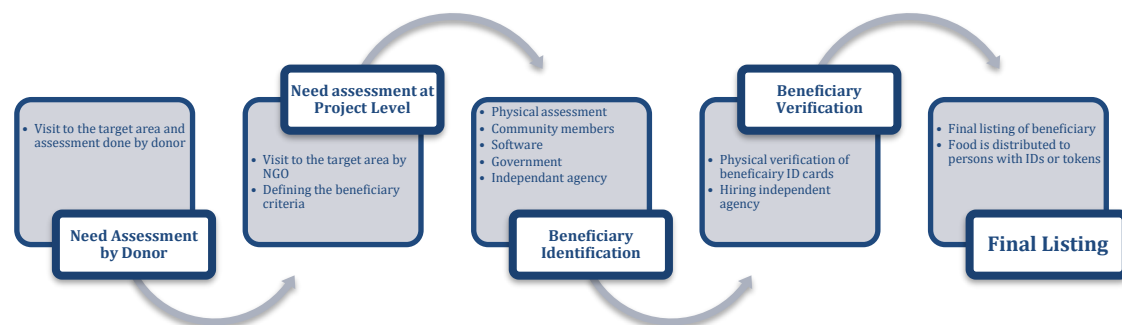 • Visit to the target area and
assessment done by donor
Need Assessment
by Donor
Need assessment at
Project Level
• Visit to the target area by
NGO
• Defining the beneficiary
criteria
• Physical assessment
• Community members
• Software
• Government
• Independant agency
Beneficiary
Identification
Beneficiary
Verification
• Physical verification of
beneficairy ID cards
• Hiring independent
agency
• Final listing of beneficiary
• Food is distributed to
persons with IDs or tokens
Final Listing